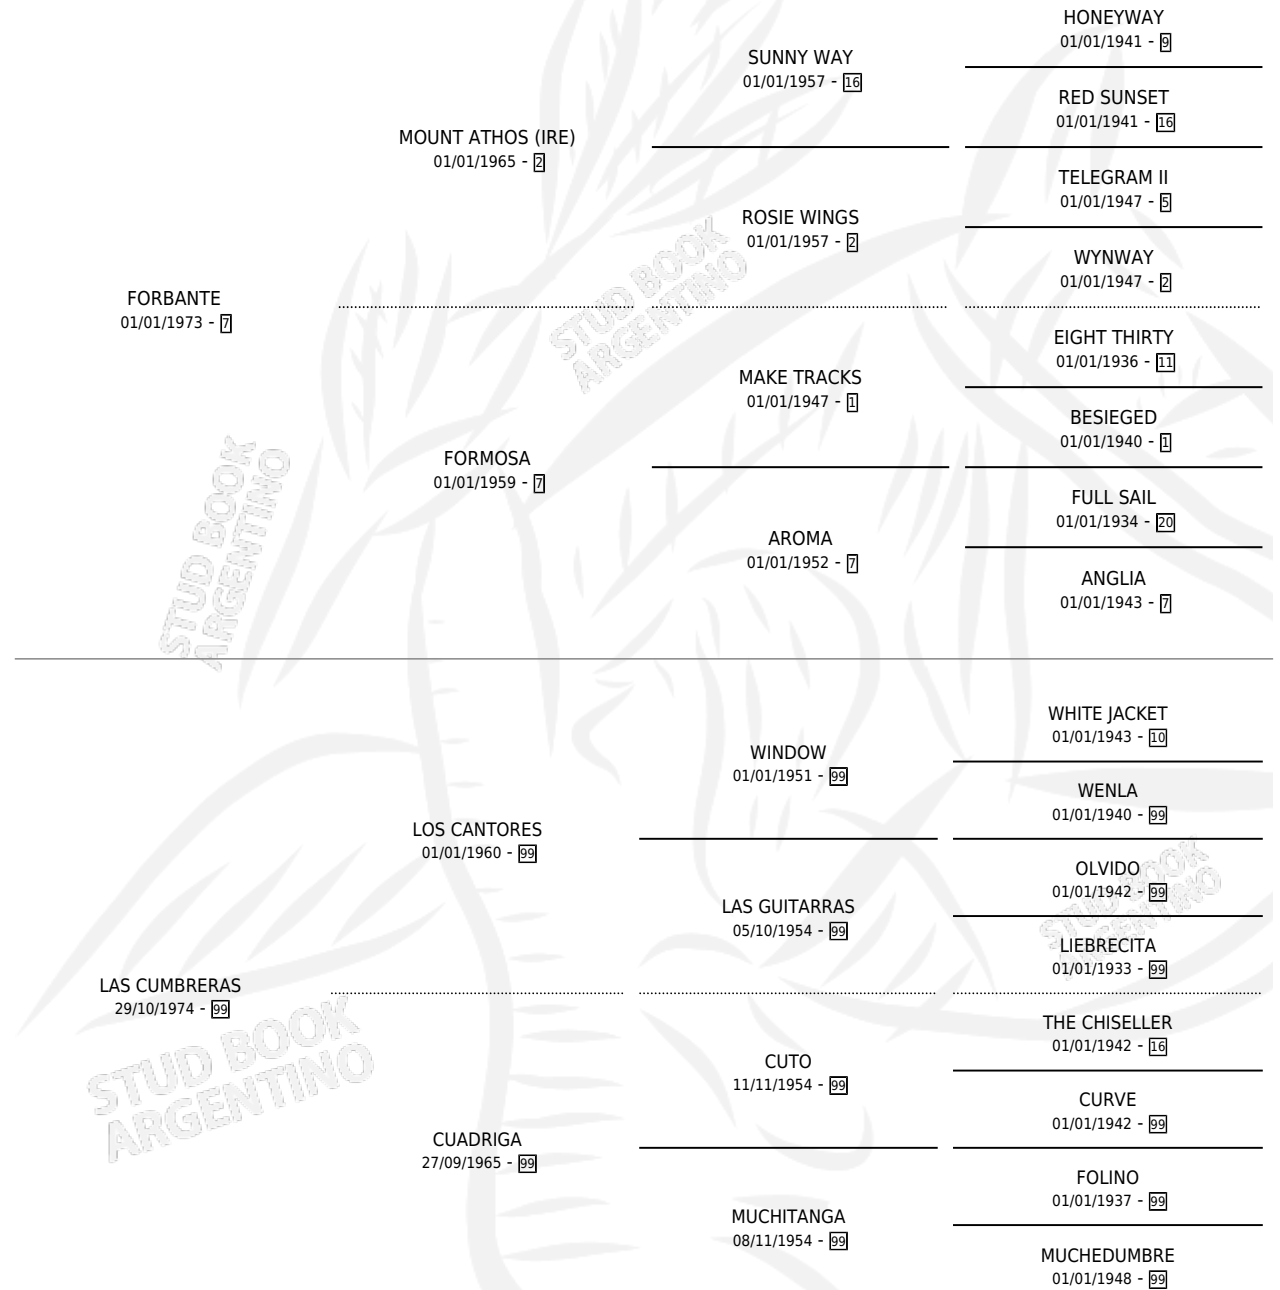 HONEYWAY
01/01/1941 - 9
SUNNY WAY
01/01/1957 - 16
RED SUNSET
01/01/1941 - 16
MOUNT ATHOS (IRE)
01/01/1965 - 2
TELEGRAM II
01/01/1947 - 5
ROSIE WINGS
01/01/1957 - 2
WYNWAY
01/01/1947 - 2
FORBANTE
01/01/1973 - 7
STUD BOOK
ARGENTINO
EIGHT THIRTY
01/01/1936 - 11
MAKE TRACKS
01/01/1947 - 1
BESIEGED
01/01/1940 - 1
FORMOSA
01/01/1959 - 7
FULL SAIL
01/01/1934 - 20
AROMA
01/01/1952 - 7
ANGLIA
01/01/1943 - 7
STUD BOOK
ARGENTINO
WHITE JACKET
01/01/1943 - 10
WINDOW
01/01/1951 - 99
WENLA
01/01/1940 - 99
LOS CANTORES
01/01/1960 - 99
OLVIDO
01/01/1942 - 99
LAS GUITARRAS
05/10/1954 - 99
STUD BOOK
ARGENTINO
LIEBRECITA
01/01/1933 - 99
LAS CUMBRERAS
29/10/1974 - 99
STUD BOOK
ARGENTINO
THE CHISELLER
01/01/1942 - 16
CUTO
11/11/1954 - 99
CURVE
01/01/1942 - 99
CUADRIGA
27/09/1965 - 99
FOLINO
01/01/1937 - 99
MUCHITANGA
08/11/1954 - 99
MUCHEDUMBRE
01/01/1948 - 99